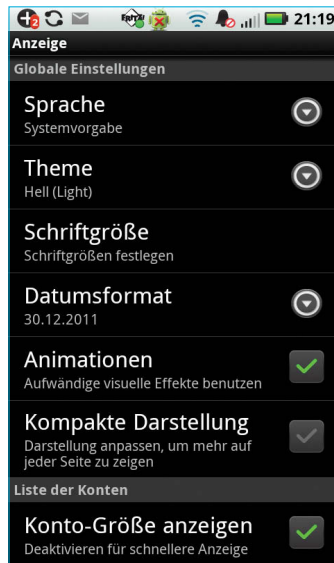 FRITZ! 21:19
Anzeige
Globale Einstellungen
Sprache
Systemvorgabe
Theme
Hell (Light)
Schriftgröße
Schriftgrößen festlegen
Datumsformat
30.12.2011
Animationen
Aufwändige visuelle Effekte benutzen
Kompakte Darstellung
Darstellung anpassen, um mehr auf
jeder Seite zu zeigen
Liste der Konten
Konto-Größe anzeigen
Deaktivieren für schnellere Anzeige